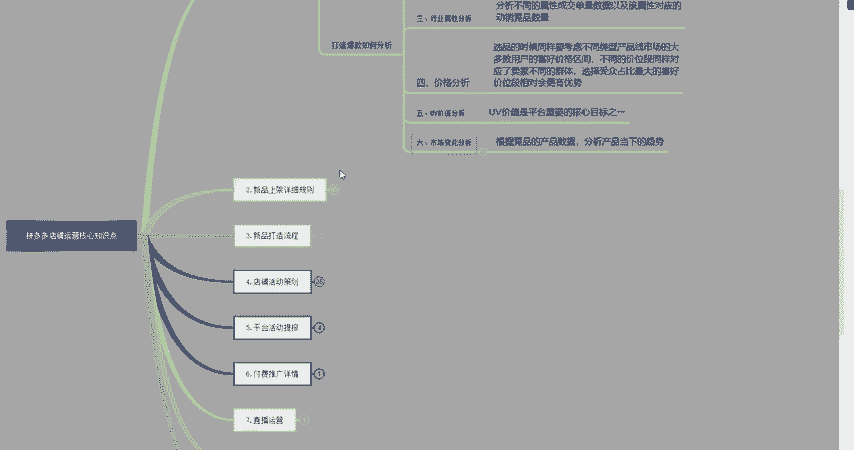 分析不同的属性成交单量数据以及该属性对应的
动销竞品数量
三、行业属性分析
打造爆款如何分析
选品的时候同样要考虑不同类型产品线市场的大
多数用户的喜好价格区间，不同的价位段同样对
应了卖家不同的群体，选择受众占比最大的喜好
价位段相对会更有优势
四、价格分析
五、UV价值分析
UV价值是平台重要的核心目标之一
六、市场变化分析
根据竞品的产品数据，分析产品当下的趋势
2. 新品上架详细规则
拼多多店铺运营核心知识点
3. 新品打造流程
4. 店铺活动策划
5. 平台活动提报
6. 付费推广详情
7. 直播运营